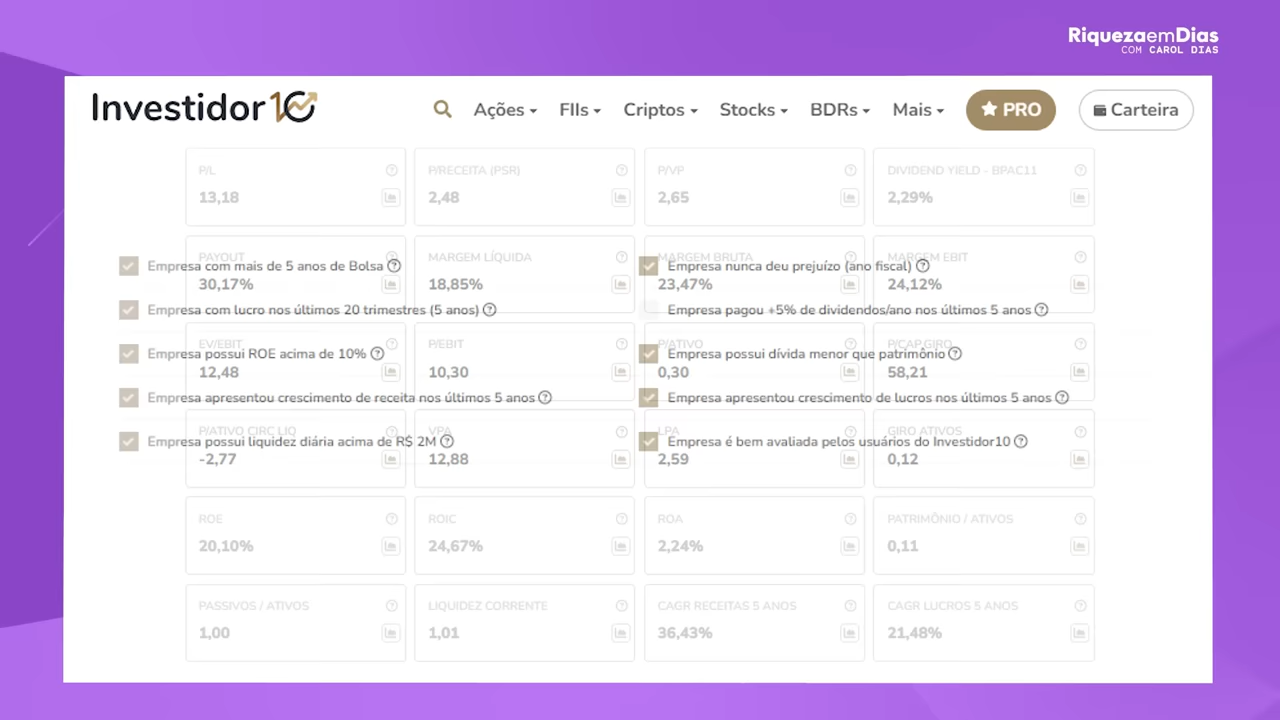 RiquezaemDias
COM CAROL DIAS
Investidor10
Ações
FIIs
Criptos
Stocks
BDRs
Mais
PRO
Carteira
P/L
P/RECEITA (PSR)
P/VP
DIVIDEND YIELD - BPAC11
13,18
2,48
2,65
2,29%
PAYOUT
MARGEM LÍQUIDA
MARGEM BRUTA
MARGEM EBIT
Empresa com mais de 5 anos de Bolsa
Empresa nunca deu prejuízo (ano fiscal)
30,17%
18,85%
23,47%
24,12%
Empresa com lucro nos últimos 20 trimestres (5 anos)
Empresa pagou +5% de dividendos/ano nos últimos 5 anos
EV/EBIT
P/EBIT
P/ATIVO
P/CAP.GIRO
Empresa possui ROE acima de 10%
Empresa possui dívida menor que patrimônio
12,48
10,30
0,30
58,21
Empresa apresentou crescimento de receita nos últimos 5 anos
Empresa apresentou crescimento de lucros nos últimos 5 anos
P/ATIVO CIRC LIQ
VPA
LPA
GIRO ATIVOS
Empresa possui liquidez diária acima de R$ 2M
Empresa é bem avaliada pelos usuários do Investidor10
-2,77
12,88
2,59
0,12
ROE
ROIC
ROA
PATRIMÔNIO / ATIVOS
20,10%
24,67%
2,24%
0,11
PASSIVOS / ATIVOS
LIQUIDEZ CORRENTE
CAGR RECEITAS 5 ANOS
CAGR LUCROS 5 ANOS
1,00
1,01
36,43%
21,48%